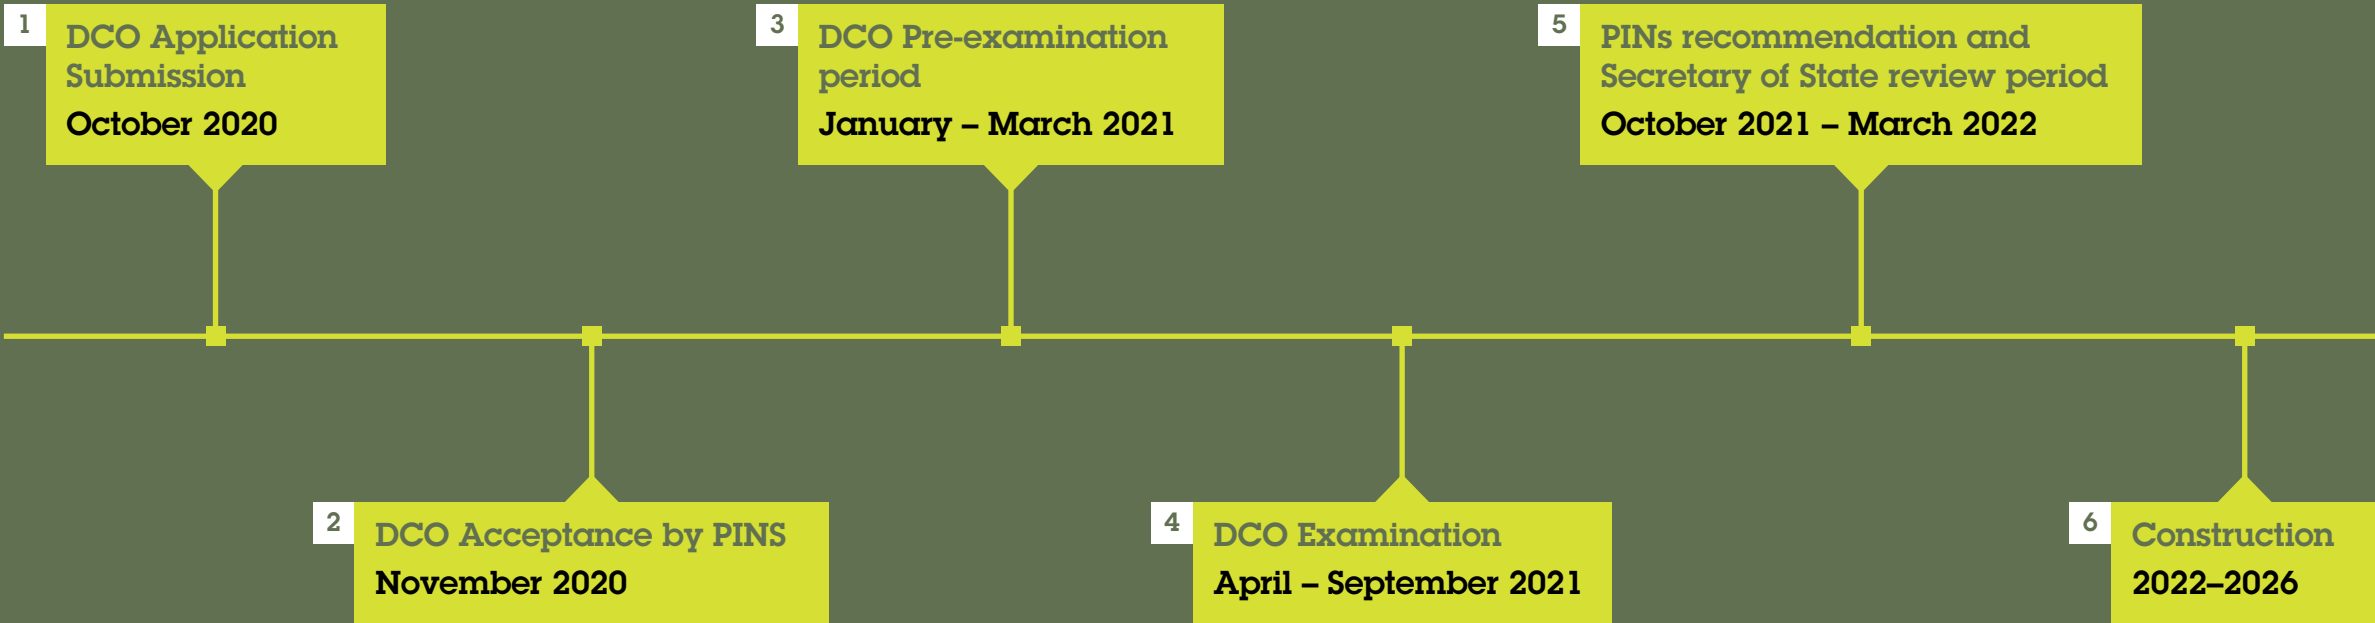 1
DCO Application
Submission
October 2020
2
DCO Acceptance by PINS
November 2020
3
DCO Pre-examination
period
January – March 2021
4
DCO Examination
April – September 2021
5
PINs recommendation and
Secretary of State review period
October 2021 – March 2022
6
Construction
2022–2026